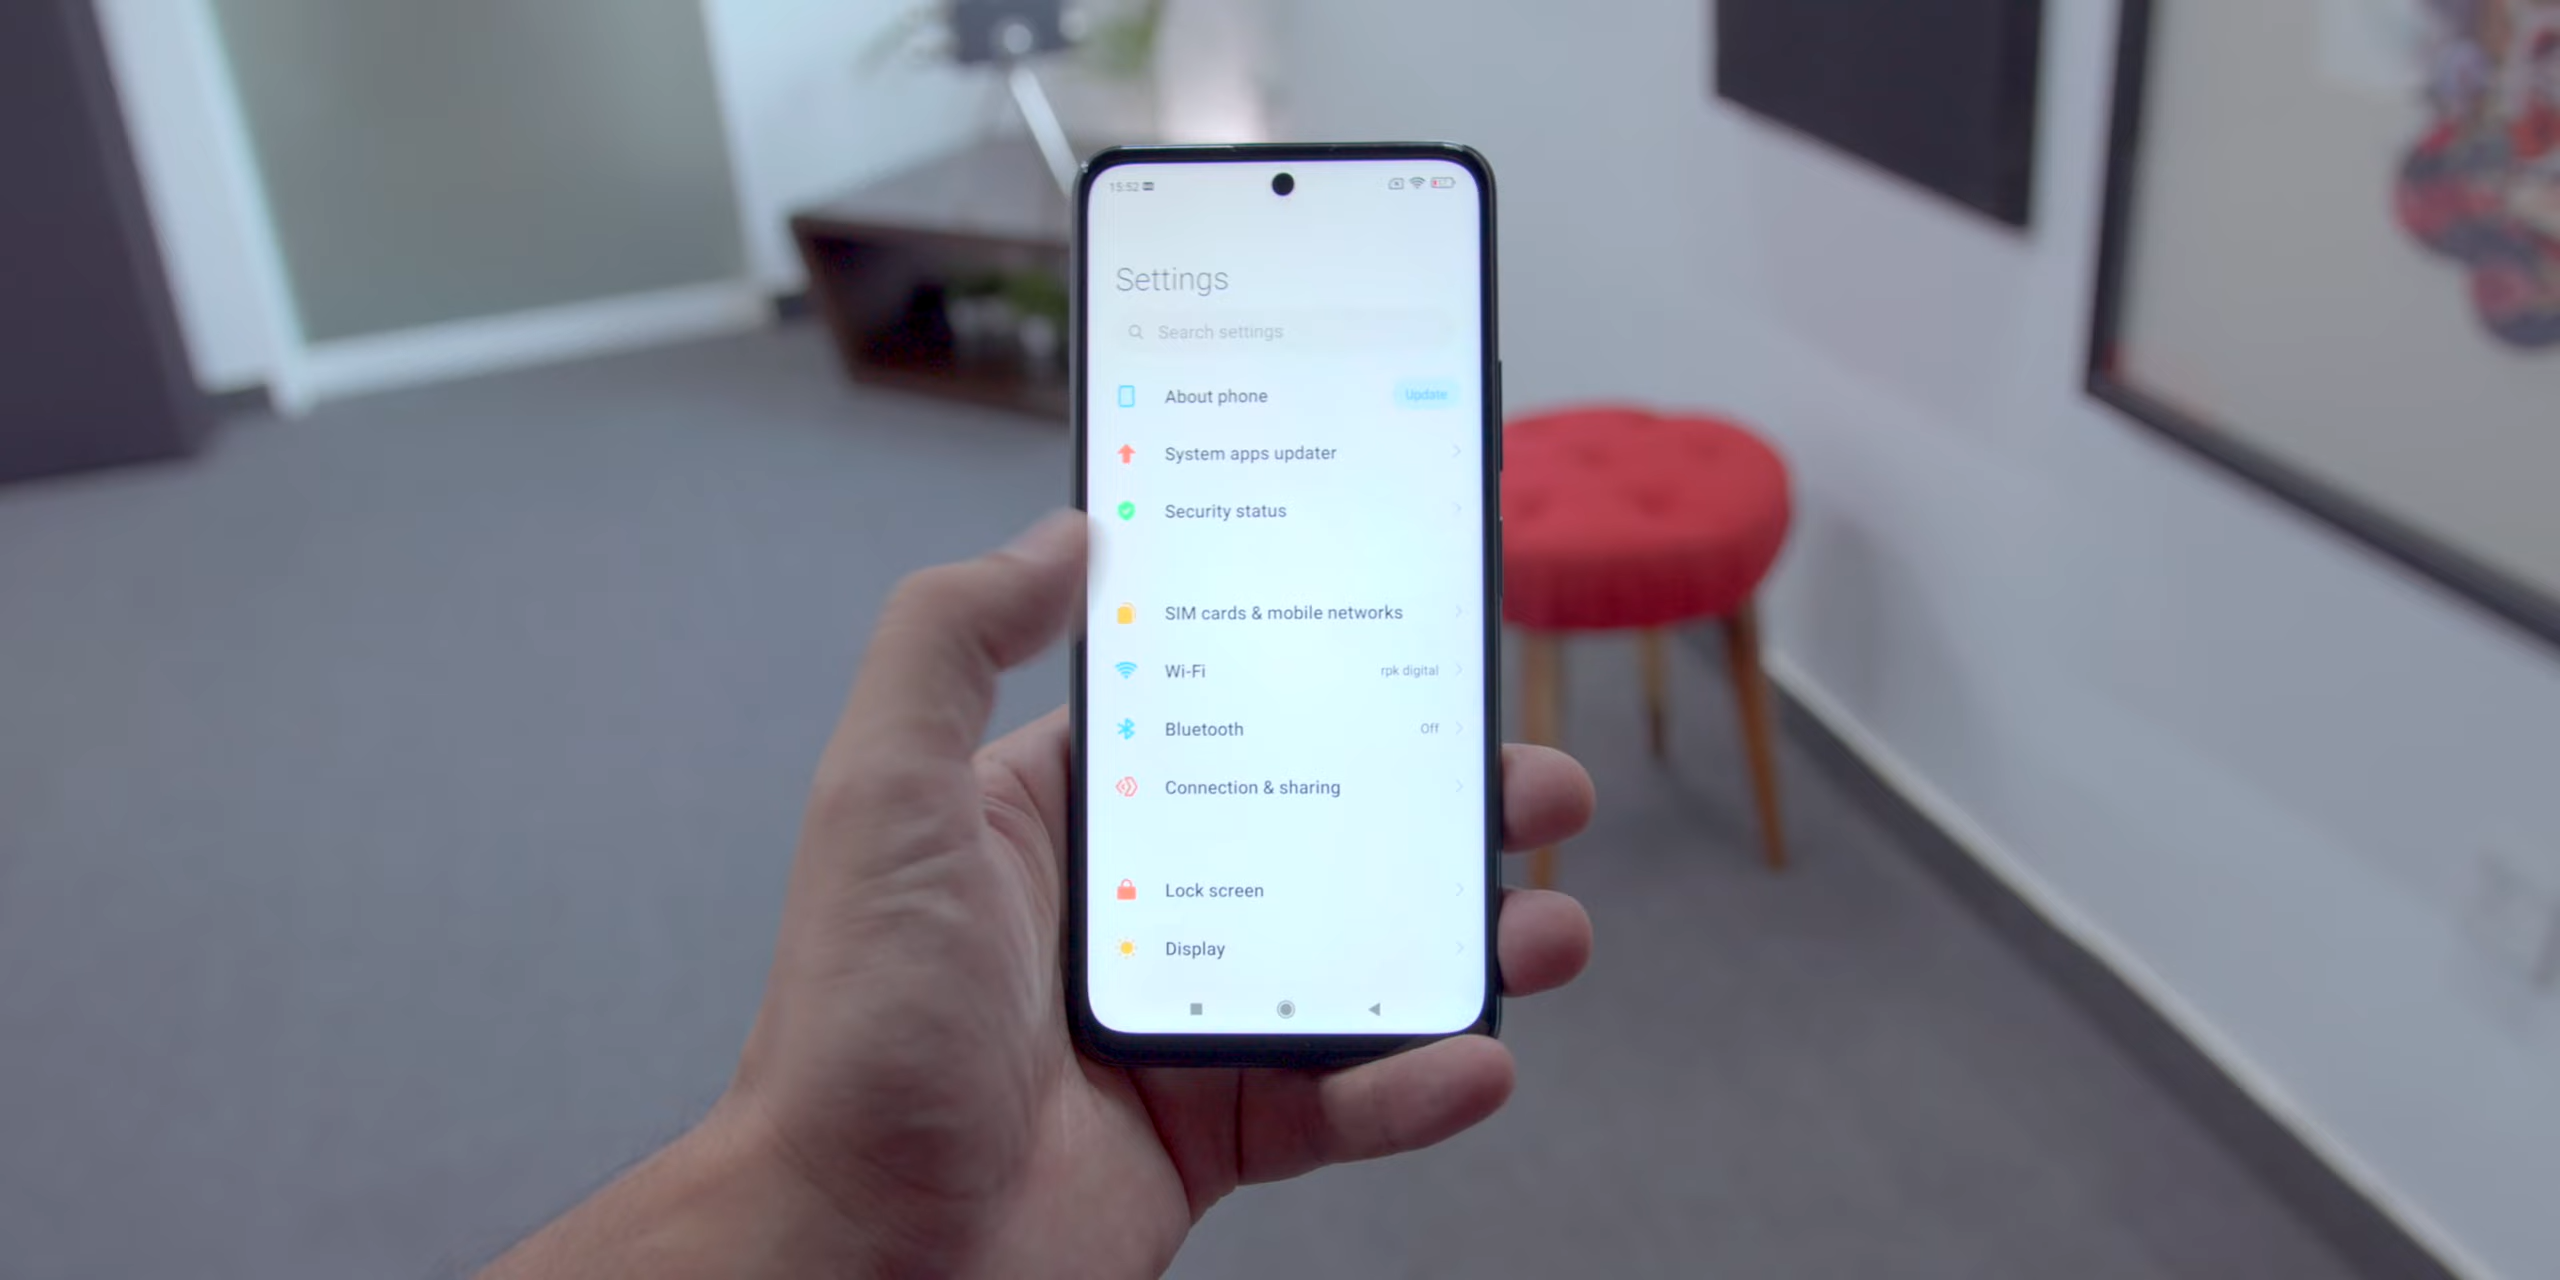 15:52
Settings
Search settings
About phone
Update
System apps updater
Security status
SIM cards & mobile networks
Wi-Fi
rpk digital
Bluetooth
Off
Connection & sharing
Lock screen
Display